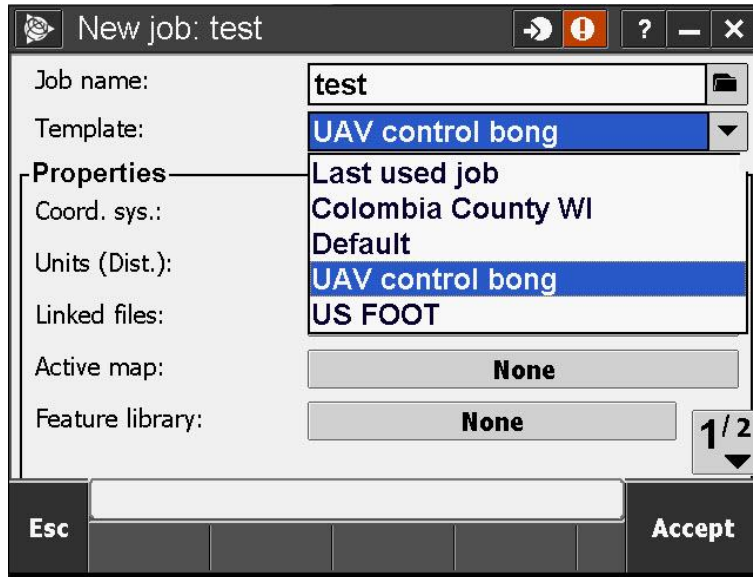 New job: test
?
Job name:
test
Template:
UAV control bong
Properties
Last used job
Coord. sys.:
Colombia County WI
Default
Units (Dist.):
UAV control bong
Linked files:
US FOOT
Active map:
None
Feature library:
None
1/2
Esc
Accept